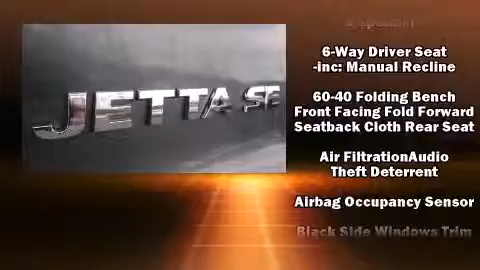 JETTA SE
6-Way Driver Seat
-inc: Manual Recline
60-40 Folding Bench
Front Facing Fold Forward
Seatback Cloth Rear Seat
Air FiltrationAudio
Theft Deterrent
Airbag Occupancy Sensor
Black Side Windows Trim